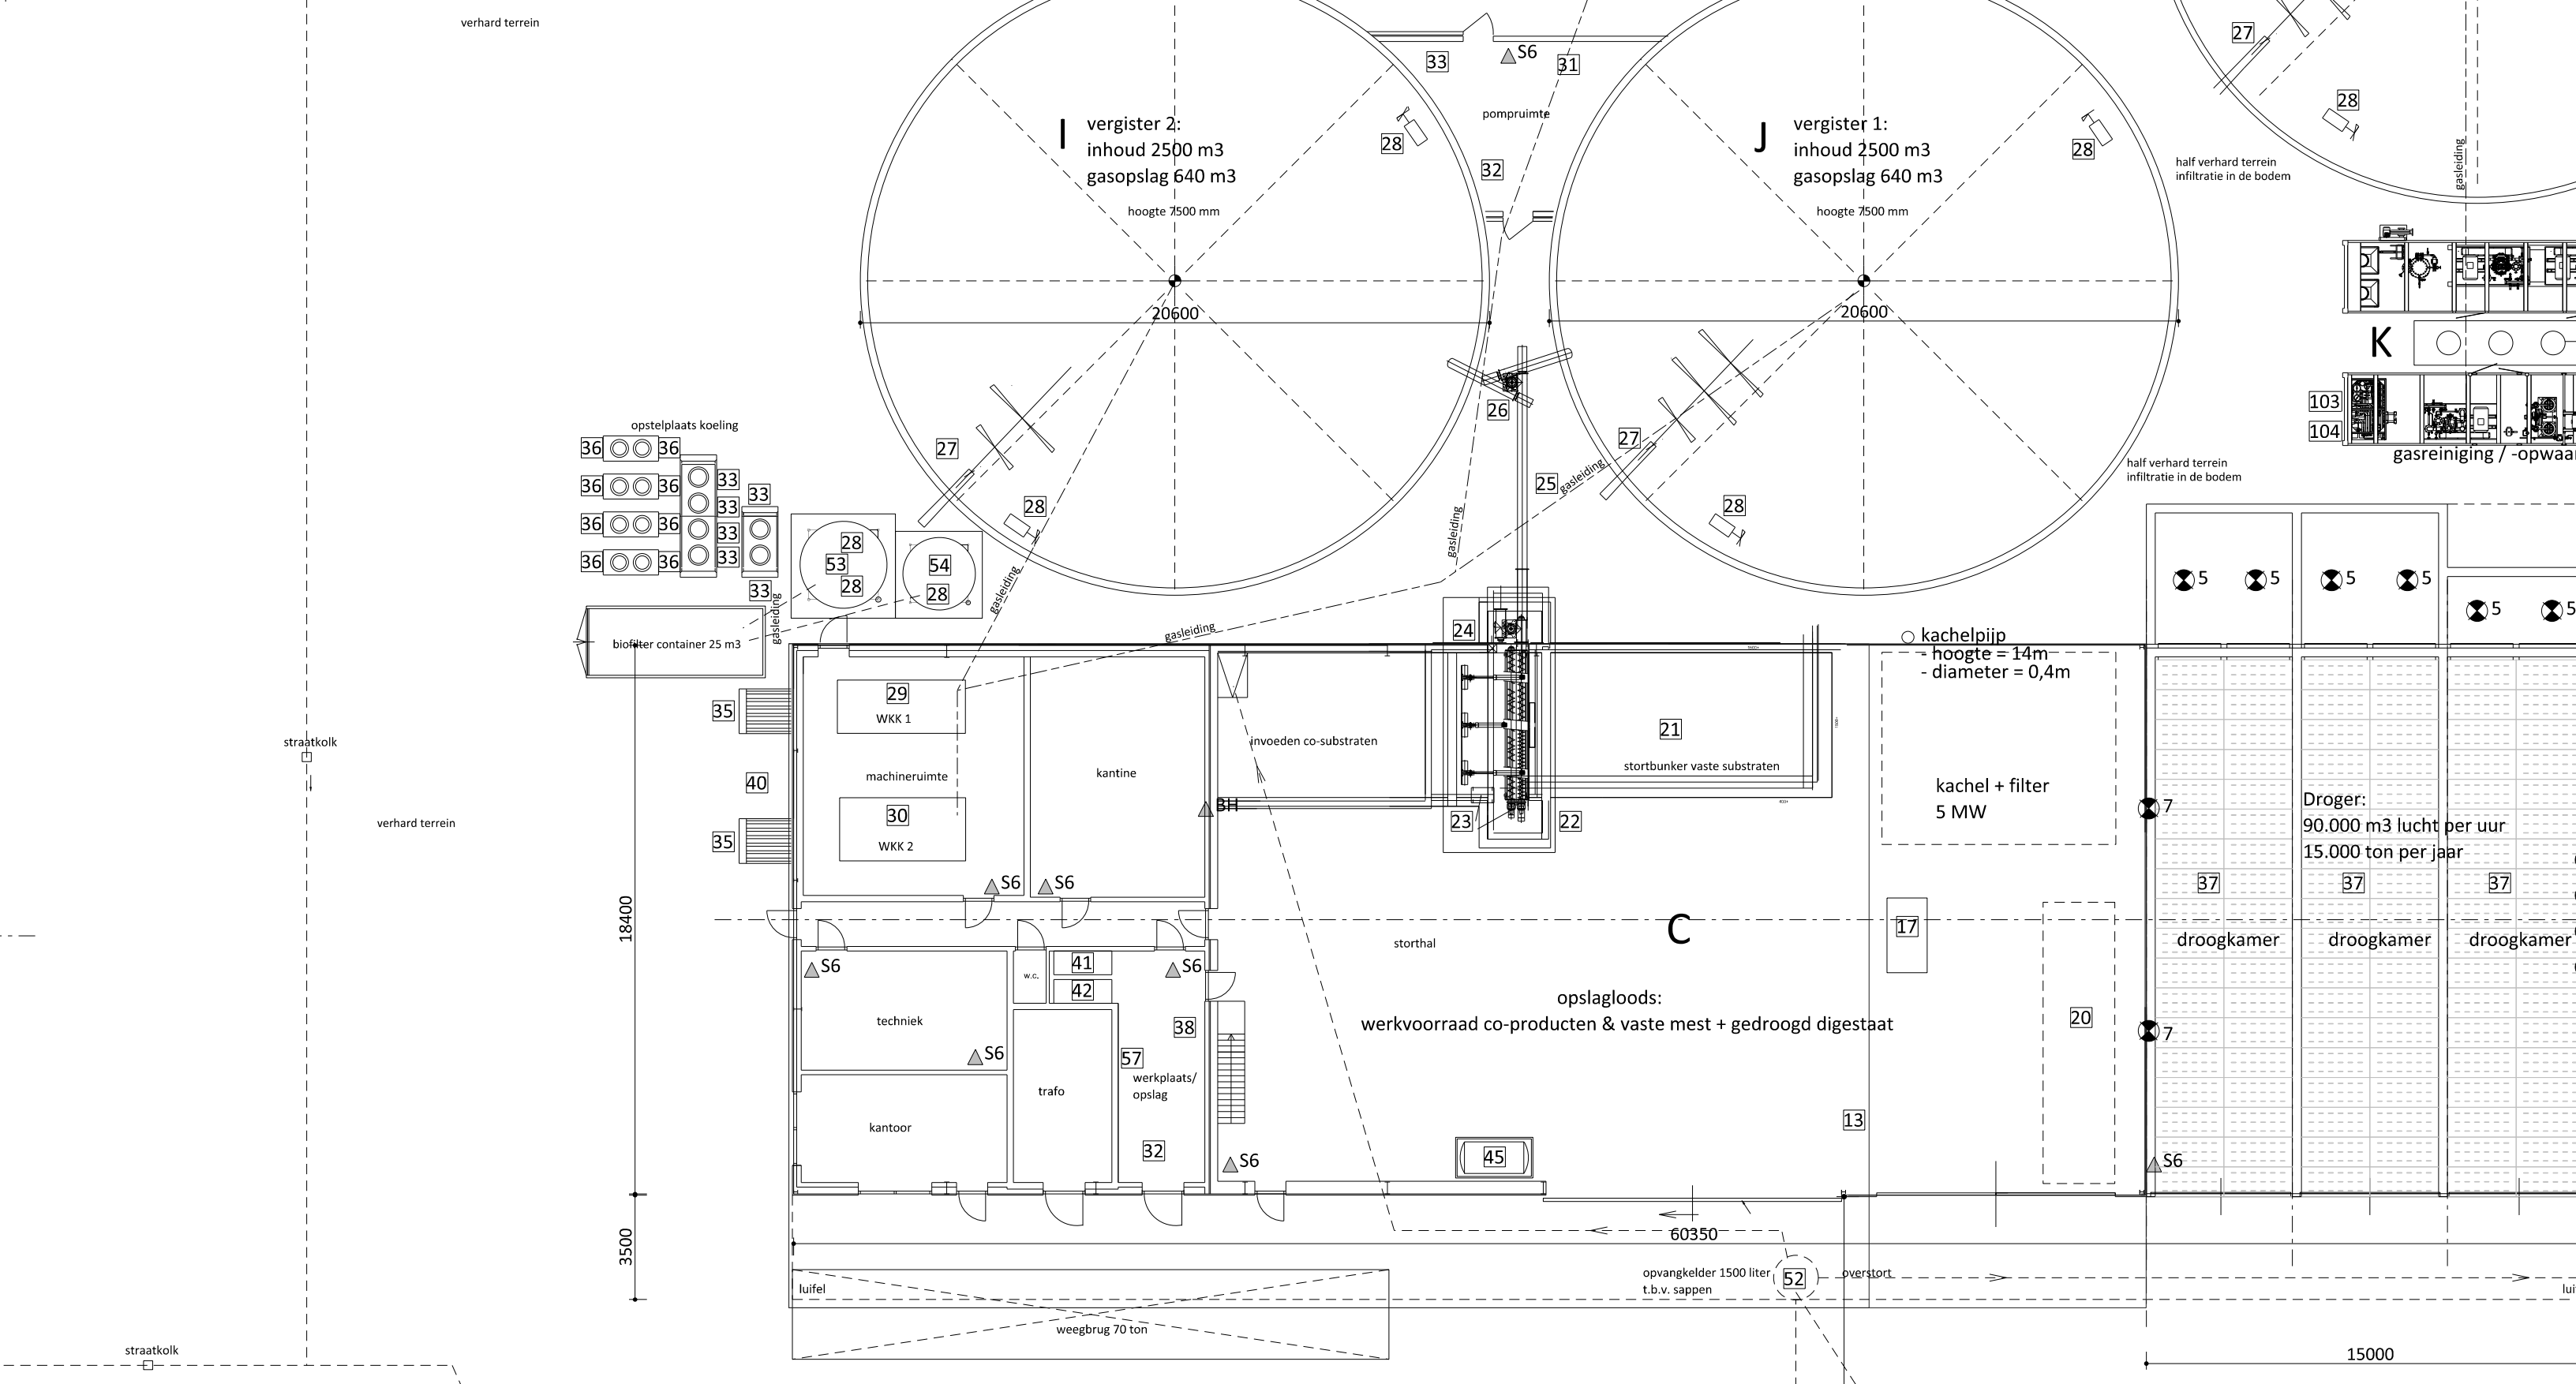 verhard terrein
27
33
S6
31
28
pompruimte
I
vergister 2:
inhoud 2500 m3
gasopslag 640 m3
hoogte 7500 mm
28
32
J
vergister 1:
inhoud 2500 m3
gasopslag 640 m3
hoogte 7500 mm
28
half verhard terrein
infiltratie in de bodem
gasleiding
20600
20600
K
103
104
gasreiniging / -opwaar
half verhard terrein
infiltratie in de bodem
26
25
27
27
28
28
gasleiding
gasleiding
gasleiding
gasleiding
gasleiding
opstelplaats koeling
36
36
36
36
36
36
36
36
33
33
33
33
33
33
28
53
28
54
28
biofilter container 25 m3
5
5
5
5
5
5
24
kachelpijp
- hoogte = 14m
- diameter = 0,4m
29
WKK 1
machineruimte
30
WKK 2
35
40
35
kantine
BH
invoeden co-substraten
21
stortbunker vaste substraten
23
22
kachel + filter
5 MW
7
Droger:
90.000 m3 lucht per uur
15.000 ton per jaar
37
37
37
straatkolk
verhard terrein
S6
S6
18400
storthal
C
17
droogkamer
droogkamer
droogkamer
S6
w.c.
41
42
S6
techniek
S6
38
57
werkplaats/
opslag
trafo
kantoor
32
opslagloods:
werkvoorraad co-producten & vaste mest + gedroogd digestaat
20
7
13
45
S6
S6
3500
60350
opvangkelder 1500 liter
t.b.v. sappen
52
overstort
luifel
lui
weegbrug 70 ton
straatkolk
15000